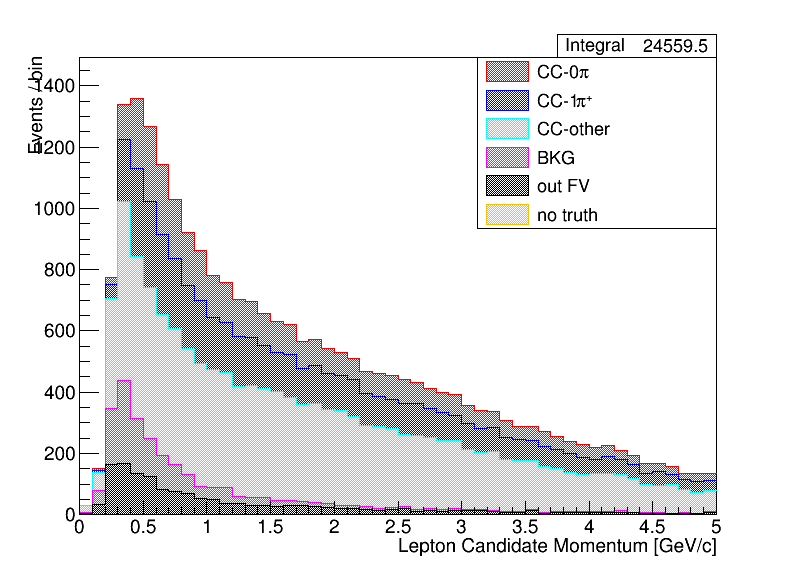 Integral 24559.5
Events / bin
CC-0π
CC-1π⁺
CC-other
BKG
out FV
no truth
1400
1200
1000
800
600
400
200
0
0 0.5 1 1.5 2 2.5 3 3.5 4 4.5 5
Lepton Candidate Momentum [GeV/c]